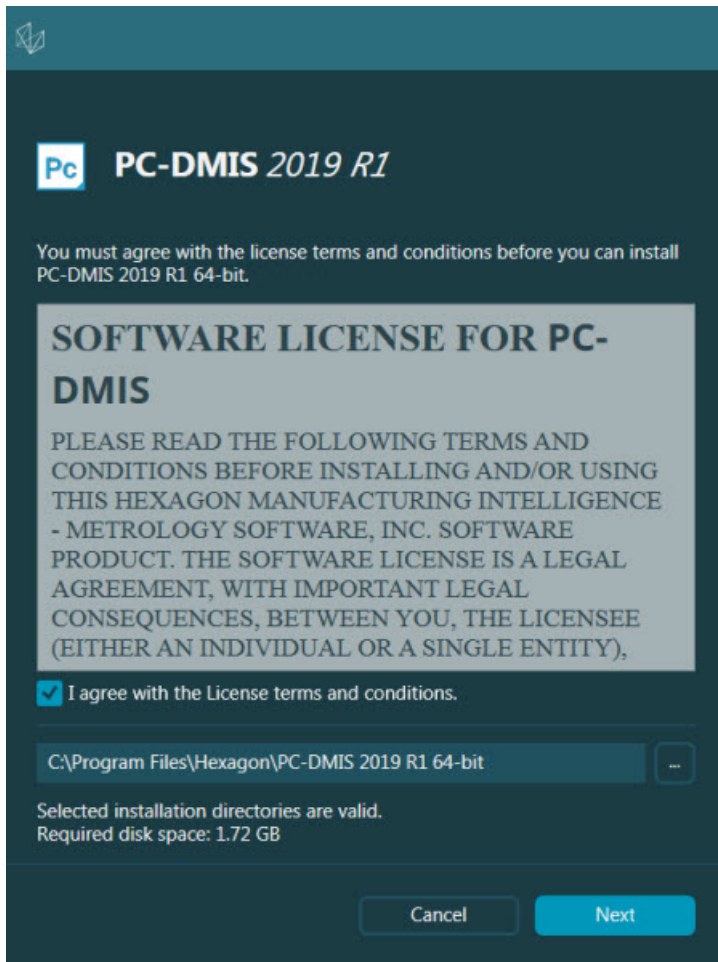 Pc
PC-DMIS 2019 R1
You must agree with the license terms and conditions before you can install
PC-DMIS 2019 R1 64-bit.
SOFTWARE LICENSE FOR PC-
DMIS
PLEASE READ THE FOLLOWING TERMS AND
CONDITIONS BEFORE INSTALLING AND/OR USING
THIS HEXAGON MANUFACTURING INTELLIGENCE
- METROLOGY SOFTWARE, INC. SOFTWARE
PRODUCT. THE SOFTWARE LICENSE IS A LEGAL
AGREEMENT, WITH IMPORTANT LEGAL
CONSEQUENCES, BETWEEN YOU, THE LICENSEE
(EITHER AN INDIVIDUAL OR A SINGLE ENTITY),
I agree with the License terms and conditions.
C:\Program Files\Hexagon\PC-DMIS 2019 R1 64-bit
...
Selected installation directories are valid.
Required disk space: 1.72 GB
Cancel
Next